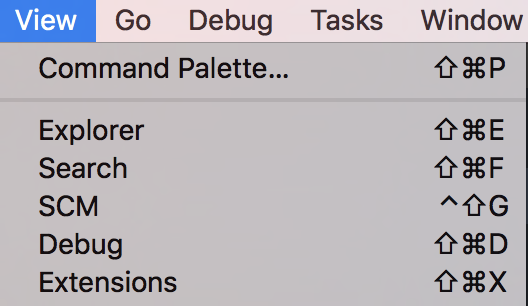 View Go Debug Tasks Window
Command Palette... ⇧⌘P
Explorer ⇧⌘E
Search ⇧⌘F
SCM ^⇧G
Debug ⇧⌘D
Extensions ⇧⌘X